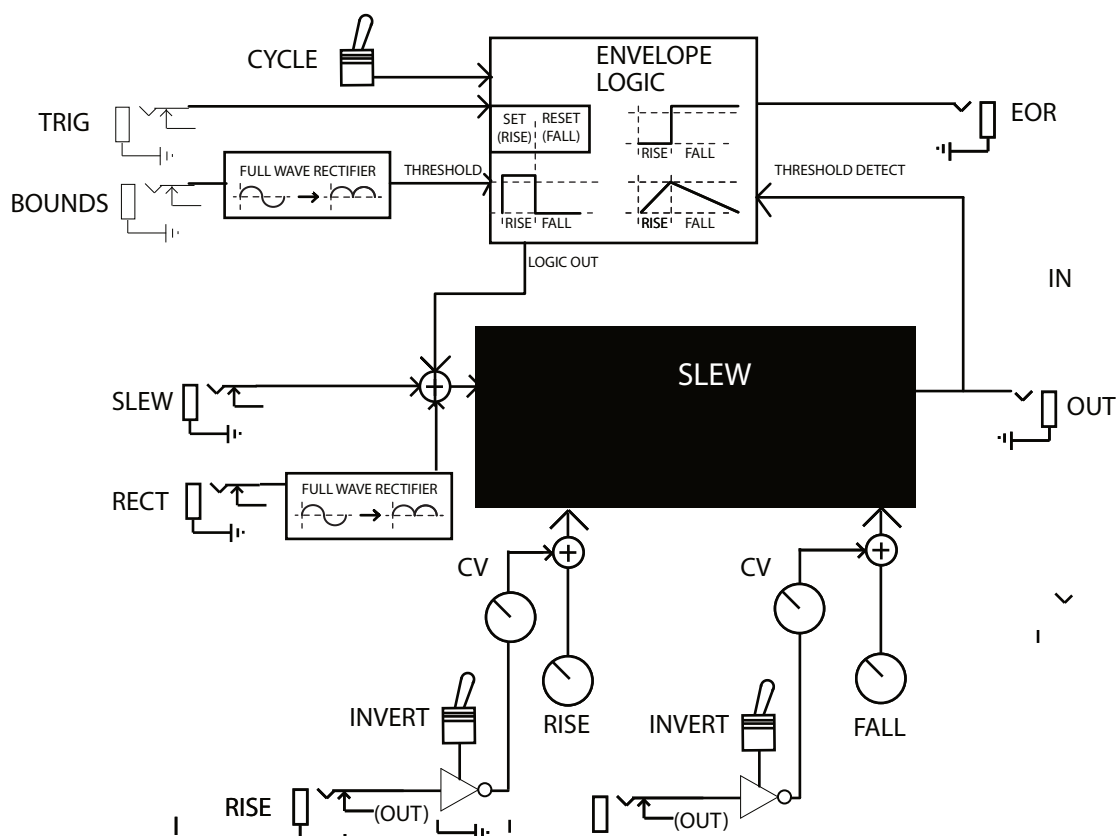 CYCLE
ENVELOPE
LOGIC
TRIG
SET
(RISE)
RESET
(FALL)
RISE
FALL
EOR
BOUNDS
FULL WAVE RECTIFIER
THRESHOLD
RISE
FALL
RISE
FALL
THRESHOLD DETECT
LOGIC OUT
IN
SLEW
SLEW
OUT
RECT
FULL WAVE RECTIFIER
CV
CV
INVERT
RISE
INVERT
FALL
RISE
(OUT)
(OUT)